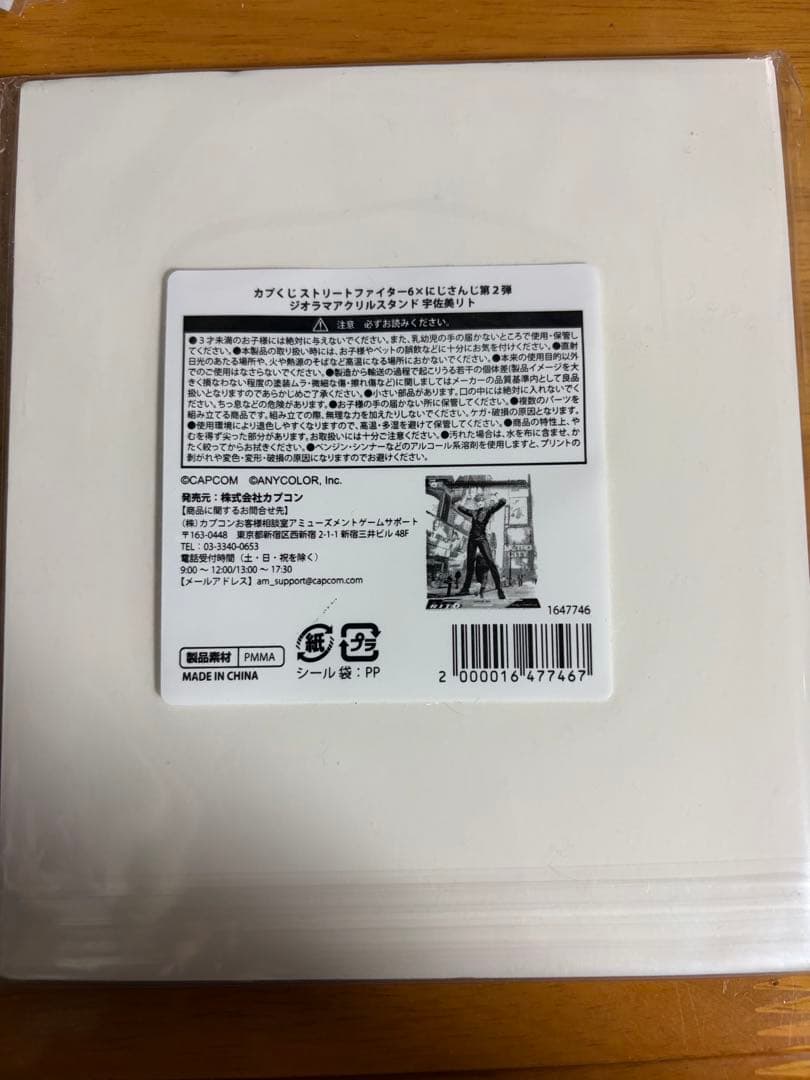 カプくじ ストリートファイター6×にじさんじ第2弾
ジオラマアクリルスタンド 宇佐美リト
注意 必ずお読みください。
●3才未満のお子様には絶対に与えないでください。また、乳幼児の手の届かないところで使用・保管し
てください。●本製品の取り扱い時には、お子様やペットの誤飲などに十分にお気を付けください。●直射
日光のあたる場所や、火や熱源のそばなど高温になる場所におかないでください。●本来の使用目的以外
でのご使用はなさらないでください。●製造から輸送の過程で起こりうる若干の個体差(製品イメージを大
きく損なわない程度の塗装ムラ・微細な傷・擦れ傷など)に関しましてはメーカーの品質基準内として良品
扱いとなりますのであらかじめご了承ください。●小さい部品があります。口の中には絶対に入れないでく
ださい。ちっ息などの危険があります。●お子様の手の届かない所に保管してください。●複数のパーツを
組み立てる商品です。組み立ての際、無理な力を加えたりしないでください。ケガ・破損の原因となります。
●使用環境により退色しやすくなりますので、高温・多湿を避けて保管してください。●商品の特性上、や
むを得ず尖った部分があります。お取扱いには十分ご注意ください。●汚れた場合は、水を布に含ませ、か
たく絞ってからお拭きください。●ベンジン・シンナーなどのアルコール系溶剤を使用しますと、プリントの
剥がれや変色・変形・破損の原因になりますのでお避けください。
©CAPCOM ©ANYCOLOR, Inc.
発売元：株式会社カプコン
【商品に関するお問合せ先】
(株)カプコンお客様相談室アミューズメントゲームサポート
〒163-0448 東京都新宿区西新宿 2-1-1 新宿三井ビル 48F
TEL：03-3340-0653
電話受付時間（土・日・祝を除く）
9:00 ～ 12:00/13:00 ～ 17:30
【メールアドレス】am_support@capcom.com
METRO
CITY
RITO
1647746
製品素材 PMMA
MADE IN CHINA
紙 プラ
シール 袋：PP
2 000016 477467